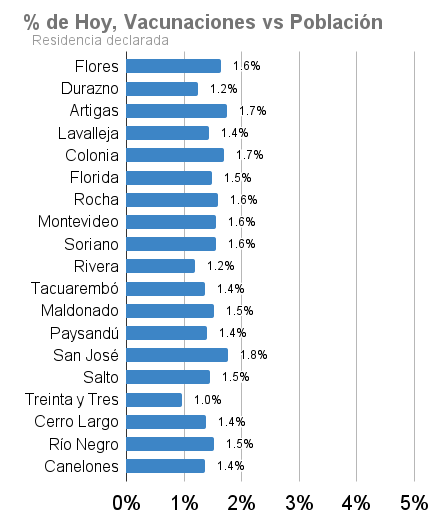 % de Hoy, Vacunaciones vs Población
Residencia declarada
Flores 1.6%
Durazno 1.2%
Artigas 1.7%
Lavalleja 1.4%
Colonia 1.7%
Florida 1.5%
Rocha 1.6%
Montevideo 1.6%
Soriano 1.6%
Rivera 1.2%
Tacuarembó 1.4%
Maldonado 1.5%
Paysandú 1.4%
San José 1.8%
Salto 1.5%
Treinta y Tres 1.0%
Cerro Largo 1.4%
Río Negro 1.5%
Canelones 1.4%
0% 1% 2% 3% 4% 5%